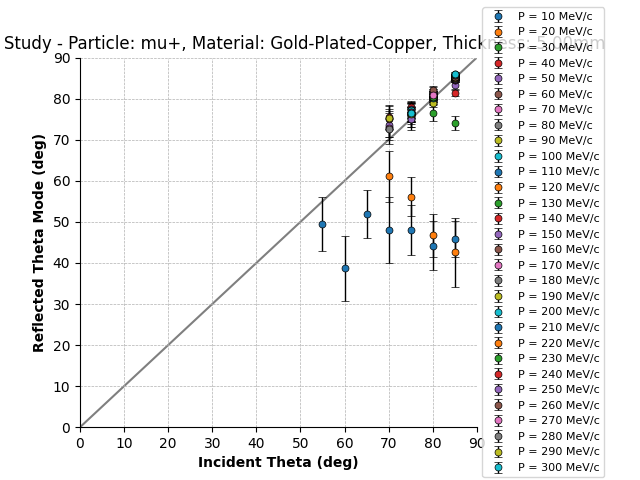 Study - Particle: mu+, Material: Gold-Plated-Copper, Thickness: 5.00mm
Reflected Theta Mode (deg)
90
80
70
60
50
40
30
20
10
0
0 10 20 30 40 50 60 70 80 90
Incident Theta (deg)
P = 10 MeV/c
P = 20 MeV/c
P = 30 MeV/c
P = 40 MeV/c
P = 50 MeV/c
P = 60 MeV/c
P = 70 MeV/c
P = 80 MeV/c
P = 90 MeV/c
P = 100 MeV/c
P = 110 MeV/c
P = 120 MeV/c
P = 130 MeV/c
P = 140 MeV/c
P = 150 MeV/c
P = 160 MeV/c
P = 170 MeV/c
P = 180 MeV/c
P = 190 MeV/c
P = 200 MeV/c
P = 210 MeV/c
P = 220 MeV/c
P = 230 MeV/c
P = 240 MeV/c
P = 250 MeV/c
P = 260 MeV/c
P = 270 MeV/c
P = 280 MeV/c
P = 290 MeV/c
P = 300 MeV/c